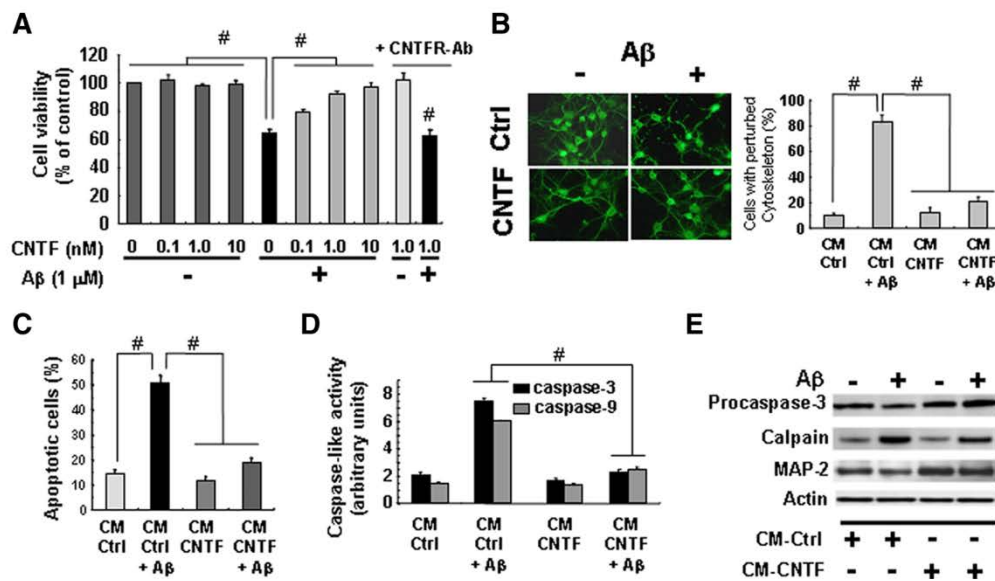 A
#
#
+ CNTFR-Ab
#
Cell viability
(% of control)
120
100
80
60
40
20
0
CNTF (nM) 0 0.1 1.0 10 0 0.1 1.0 10 1.0 1.0
Aβ (1 µM) - + - +
B
Aβ
- +
Ctrl
CNTF
Cells with perturbed
Cytoskeleton (%)
100
80
60
40
20
0
# #
CM CM CM CM
Ctrl Ctrl CNTF CNTF
+ Aβ + Aβ
C
Apoptotic cells (%)
60
50
40
30
20
10
0
# #
CM CM CM CM
Ctrl Ctrl CNTF CNTF
+ Aβ + Aβ
D
Caspase-like activity
(arbitrary units)
8
6
4
2
#
caspase-3
caspase-9
CM CM CM CM
Ctrl Ctrl CNTF CNTF
+ Aβ + Aβ
E
Aβ - + - +
Procaspase-3
Calpain
MAP-2
Actin
CM-Ctrl + + - -
CM-CNTF - - + +